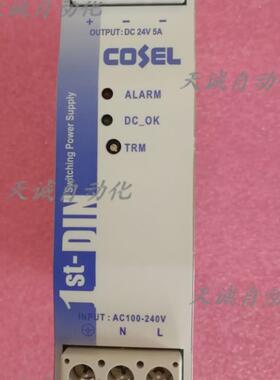 + − −
OUTPUT:DC 24V 5A
COSEL
ALARM
DC_OK
TRM
1st-DIN
Switching Power Supply
INPUT:AC100-240V
N L
天诚自动化
天诚自动化
天诚自动化